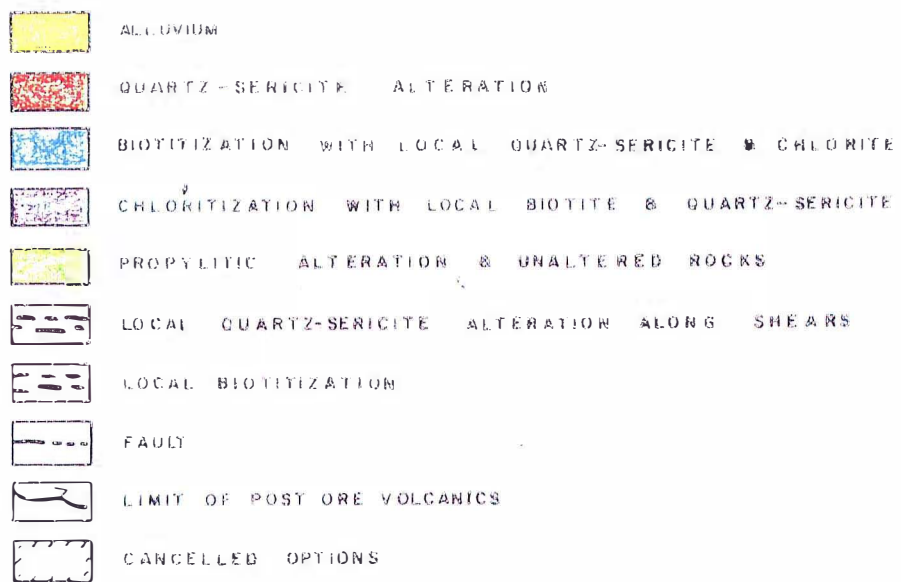 ALLUVIUM
QUARTZ-SERICITE ALTERATION
BIOTITIZATION WITH LOCAL QUARTZ-SERICITE & CHLORITE
CHLORITIZATION WITH LOCAL BIOTITE & QUARTZ-SERICITE
PROPYLITIC ALTERATION & UNALTERED ROCKS
LOCAL QUARTZ-SERICITE ALTERATION ALONG SHEARS
LOCAL BIOTITIZATION
FAULT
LIMIT OF POST ORE VOLCANICS
CANCELLED OPTIONS